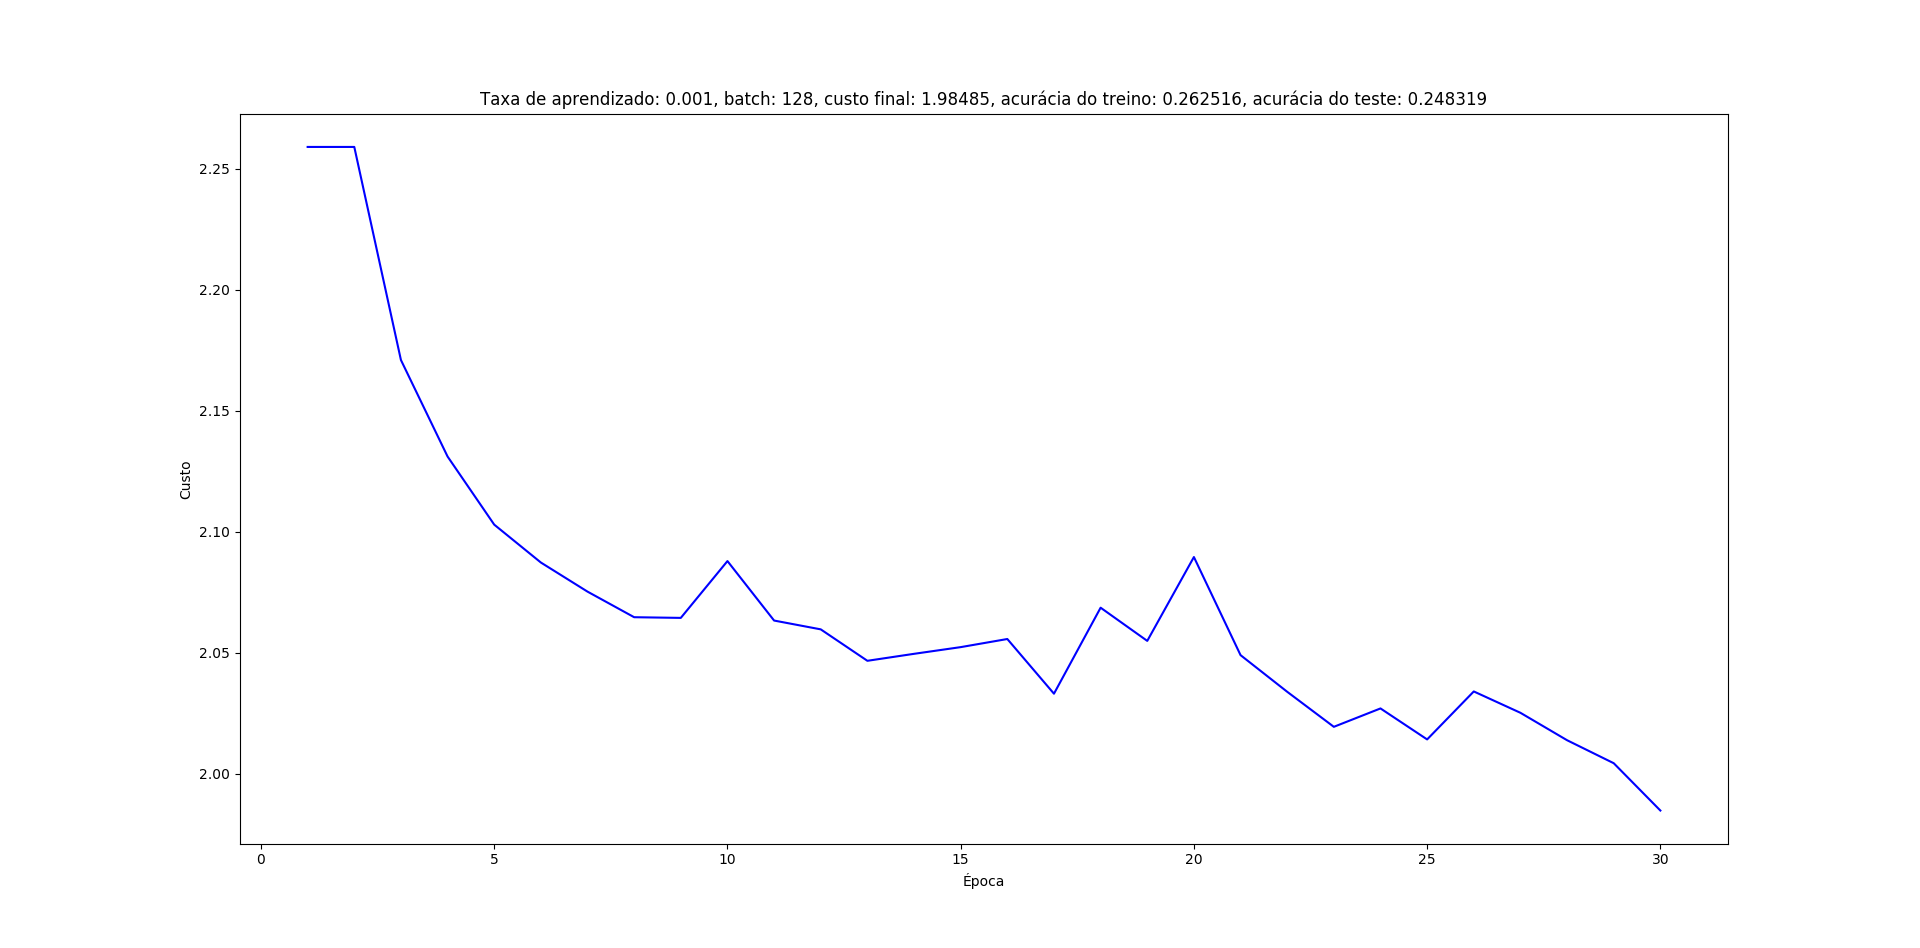 Taxa de aprendizado: 0.001, batch: 128, custo final: 1.98485, acurácia do treino: 0.262516, acurácia do teste: 0.248319
2.25
2.20
2.15
2.10
2.05
2.00
Custo
0 5 10 15 20 25 30
Época